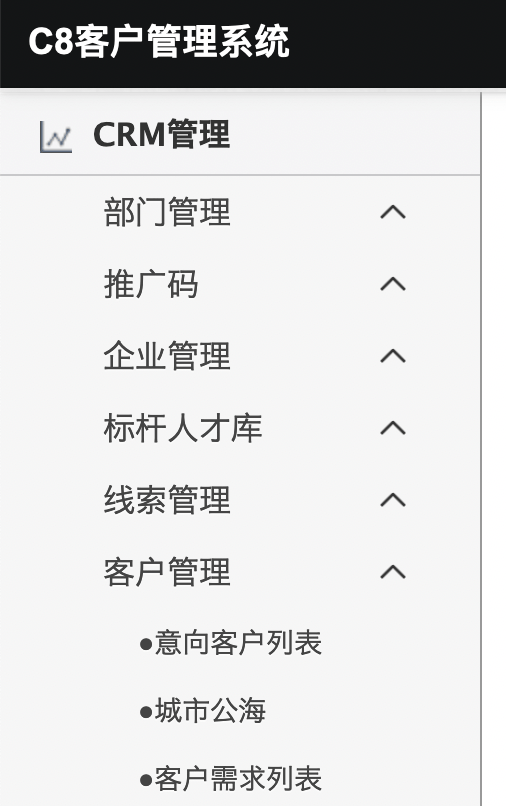 C8客户管理系统
CRM管理
部门管理
推广码
企业管理
标杆人才库
线索管理
客户管理
●意向客户列表
●城市公海
●客户需求列表